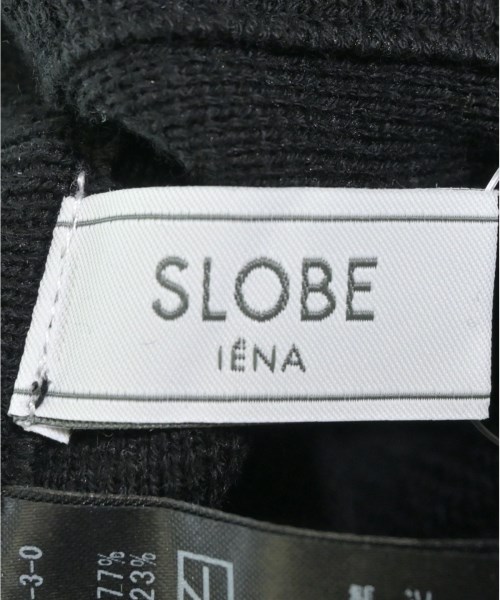 SLOBE
IÉNA
-3-0
77%
23%